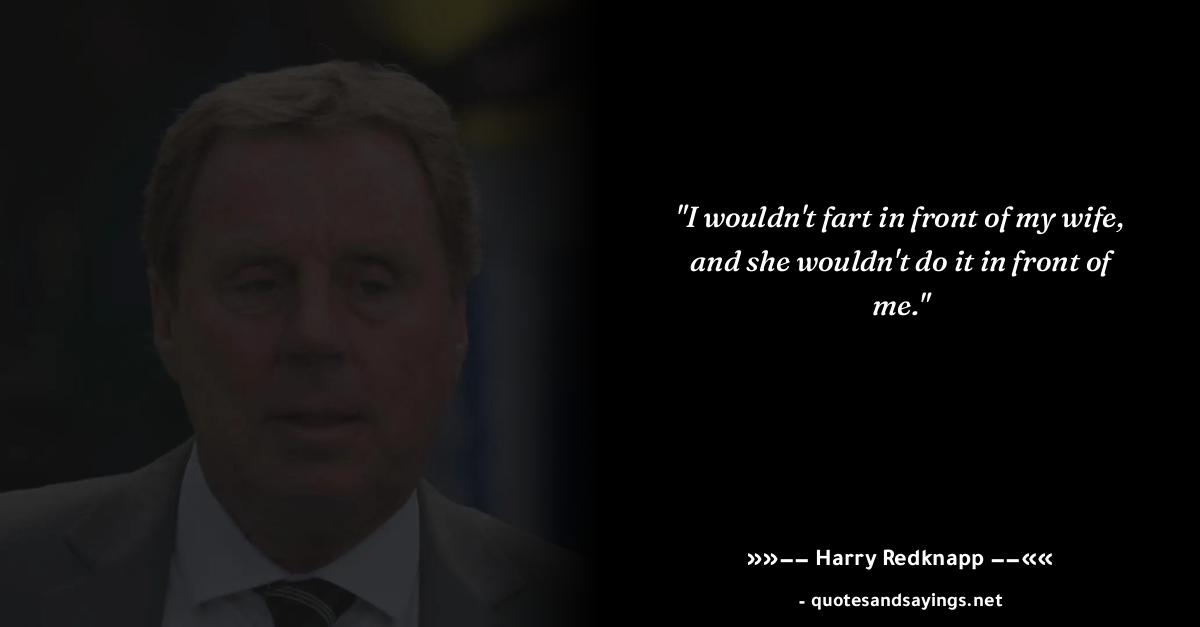 "I wouldn't fart in front of my wife,
and she wouldn't do it in front of
me."
»»−− Harry Redknapp −−««
- quotesandsayings.net